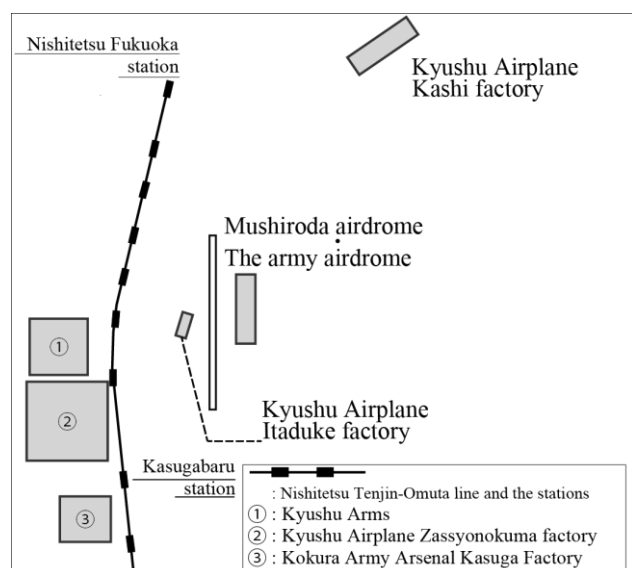 Nishitetsu Fukuoka
station
Kyushu Airplane
Kashi factory
Mushiroda airdrome
The army airdrome
①
②
Kyushu Airplane
Itaduke factory
Kasugabaru
station
③
: Nishitetsu Tenjin-Omuta line and the stations
① : Kyushu Arms
② : Kyushu Airplane Zassyonokuma factory
③ : Kokura Army Arsenal Kasuga Factory